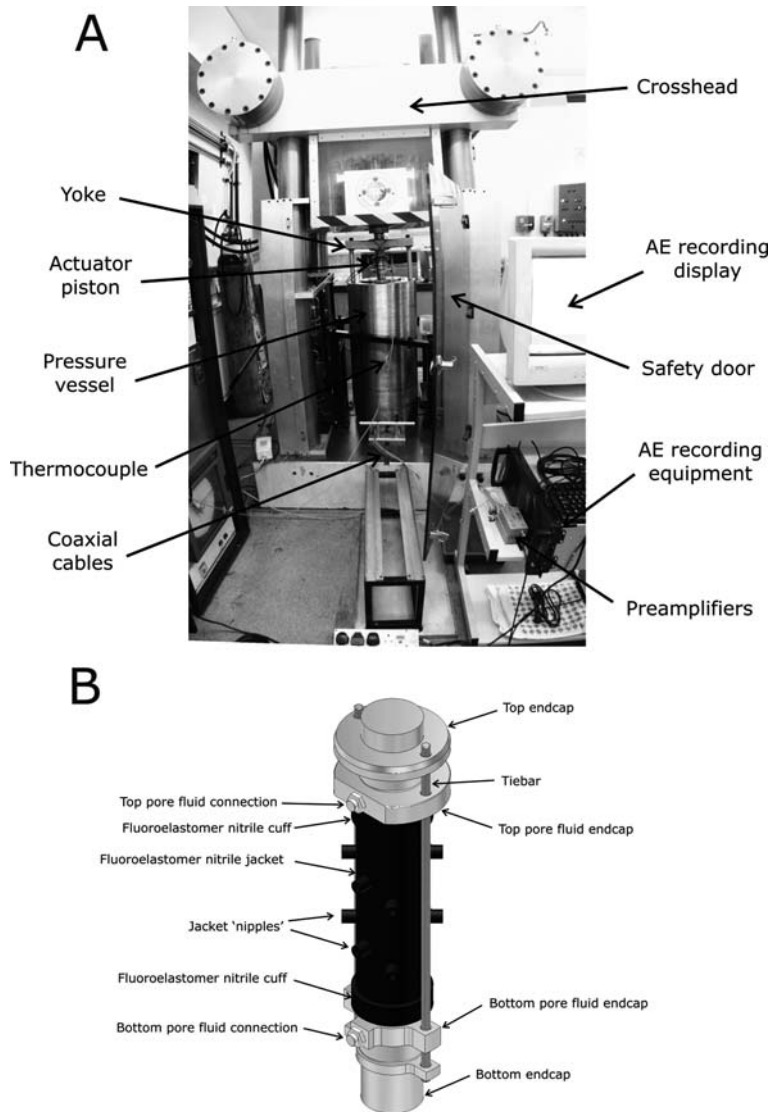 A
Crosshead
Yoke
Actuator
piston
AE recording
display
Pressure
vessel
Safety door
Thermocouple
AE recording
equipment
Coaxial
cables
Preamplifiers
B
Top endcap
Tiebar
Top pore fluid connection
Fluoroelastomer nitrile cuff
Top pore fluid endcap
Fluoroelastomer nitrile jacket
Jacket ‘nipples’
Fluoroelastomer nitrile cuff
Bottom pore fluid endcap
Bottom pore fluid connection
Bottom endcap